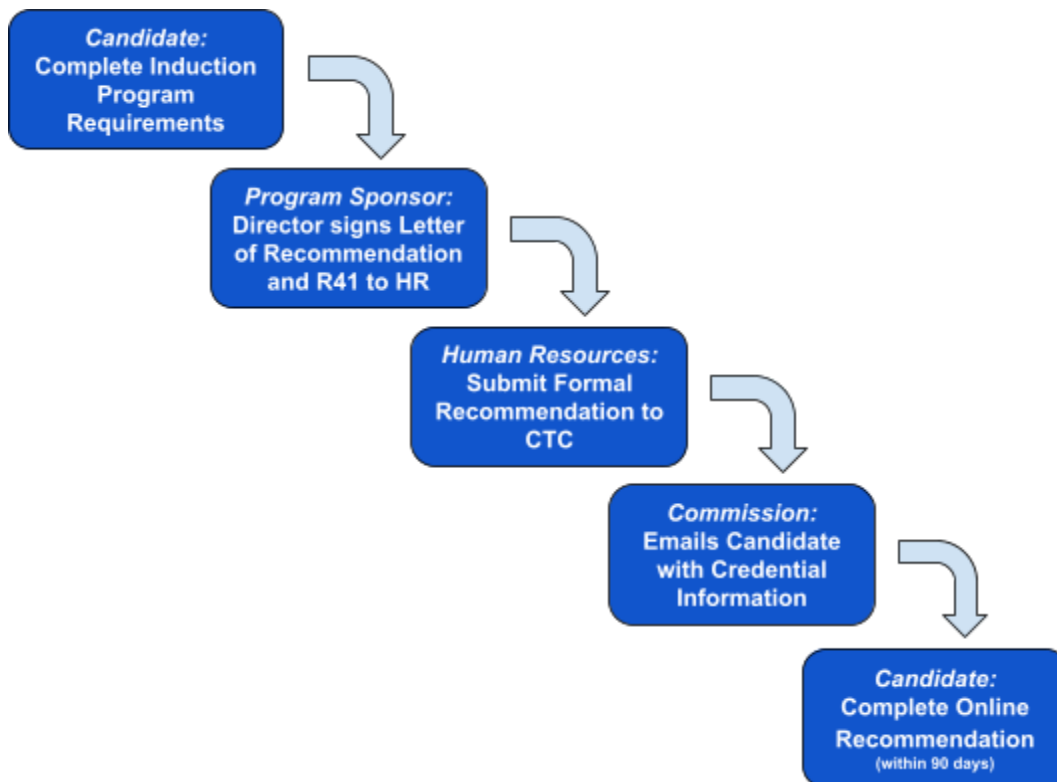 Candidate:
Complete Induction
Program
Requirements
Program Sponsor:
Director signs Letter
of Recommendation
and R41 to HR
Human Resources:
Submit Formal
Recommendation to
CTC
Commission:
Emails Candidate
with Credential
Information
Candidate:
Complete Online
Recommendation
(within 90 days)